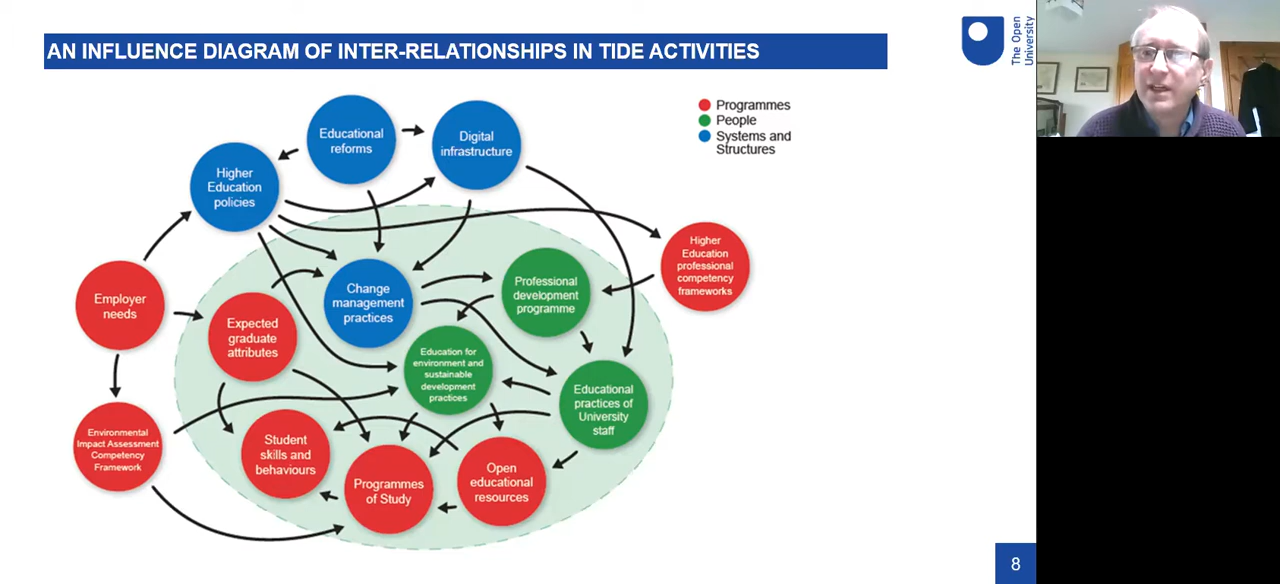 AN INFLUENCE DIAGRAM OF INTER-RELATIONSHIPS IN TIDE ACTIVITIES
The Open
University
Programmes
People
Systems and
Structures
Educational
reforms
Digital
infrastructure
Higher
Education
policies
Higher
Education
professional
competency
frameworks
Employer
needs
Expected
graduate
attributes
Change
management
practices
Professional
development
programme
Education for
environment and
sustainable
development
practices
Educational
practices of
University
staff
Environmental
Impact Assessment
Competency
Framework
Student
skills and
behaviours
Programmes
of Study
Open
educational
resources
8